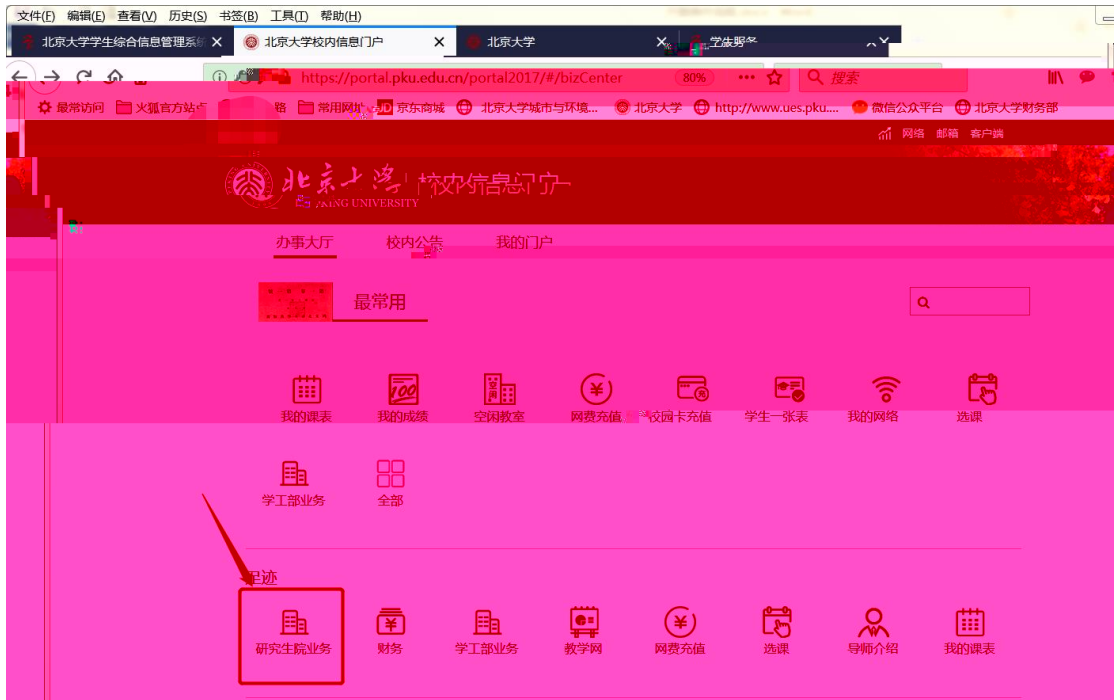 文件(F) 编辑(E) 查看(V) 历史(S) 书签(B) 工具(T) 帮助(H)
北京大学学生综合信息管理系统 北京大学校内信息门户 北京大学
https://portal.pku.edu.cn/portal2017/#/bizCenter 80% 搜索
最常访问 火狐官方站点 常用网址 JD 京东商城 北京大学城市与环境... 北京大学 http://www.ues.pku.... 微信公众平台 北京大学财务部
网络 邮箱 客户端
北京大学 校内信息门户
UNIVERSITY
办事大厅 校内公告 我的门户
最常用
100
我的课表 我的成绩 空闲教室 网费充值 校园卡充值 学生一张表 我的网络 选课
学工部业务 全部
足迹
研究生院业务 财务 学工部业务 教学网 网费充值 选课 导师介绍 我的课表